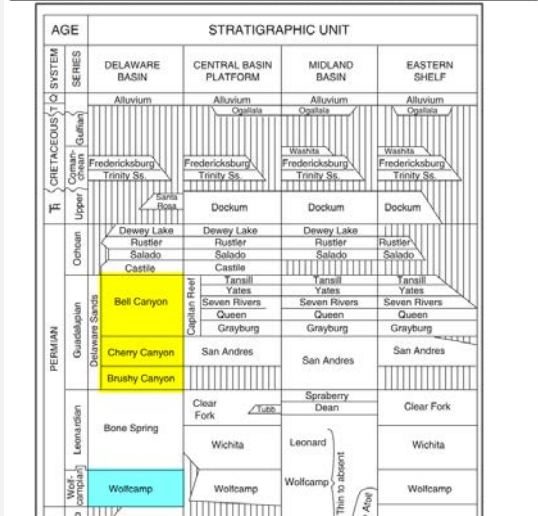 AGE
STRATIGRAPHIC UNIT
SYSTEM
SERIES
DELAWARE BASIN
CENTRAL BASIN PLATFORM
MIDLAND BASIN
EASTERN SHELF
Q
Alluvium
Alluvium
Alluvium
Alluvium
T
Ogallala
Ogallala
Ogallala
CRETACEOUS
Gulfian
Coman-
chean
Washita
Washita
Fredericksburg
Fredericksburg
Fredericksburg
Fredericksburg
Trinity Ss.
Trinity Ss.
Trinity Ss.
Trinity Ss.
Upper
Santa
Rosa
Dockum
Dockum
Dockum
PERMIAN
Ochoan
Dewey Lake
Dewey Lake
Dewey Lake
Rustler
Rustler
Rustler
Rustler
Salado
Salado
Salado
Salado
Castile
Castile
Guadalupian
Delaware Sands
Bell Canyon
Capitan Reef
Tansill
Tansill
Tansill
Yates
Yates
Yates
Seven Rivers
Seven Rivers
Seven Rivers
Queen
Queen
Queen
Grayburg
Grayburg
Grayburg
Cherry Canyon
San Andres
San Andres
San Andres
Brushy Canyon
Leonardian
Bone Spring
Clear
Fork
Tubb
Spraberry
Dean
Clear Fork
Wichita
Leonard
Wichita
Wolf-
campian
Wolfcamp
Wolfcamp
Wolfcamp
Wolfcamp
Thin to absent
Atoll